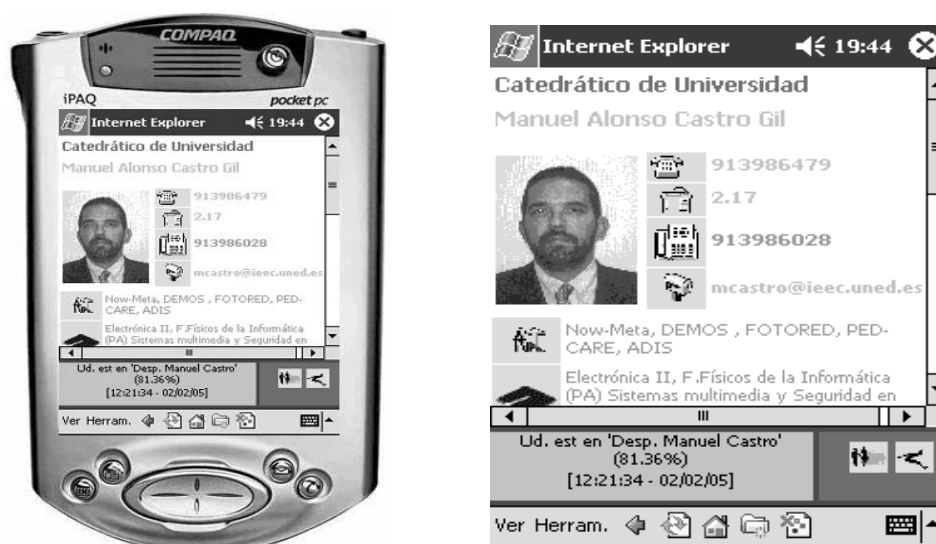 COMPAQ
iPAQ pocket pc
Internet Explorer 19:44
Catedrático de Universidad
Manuel Alonso Castro Gil
913986479
2.17
913986028
mcastro@ieec.uned.es
Now-Meta, DEMOS , FOTORED, PED-
CARE, ADIS
Electrónica II, F.Físicos de la Informática
(PA) Sistemas multimedia y Seguridad en
Ud. est en 'Desp. Manuel Castro'
(81.36%)
[12:21:34 - 02/02/05]
Ver Herram.
Internet Explorer 19:44
Catedrático de Universidad
Manuel Alonso Castro Gil
913986479
2.17
913986028
mcastro@ieec.uned.es
Now-Meta, DEMOS , FOTORED, PED-
CARE, ADIS
Electrónica II, F.Físicos de la Informática
(PA) Sistemas multimedia y Seguridad en
Ud. est en 'Desp. Manuel Castro'
(81.36%)
[12:21:34 - 02/02/05]
Ver Herram.